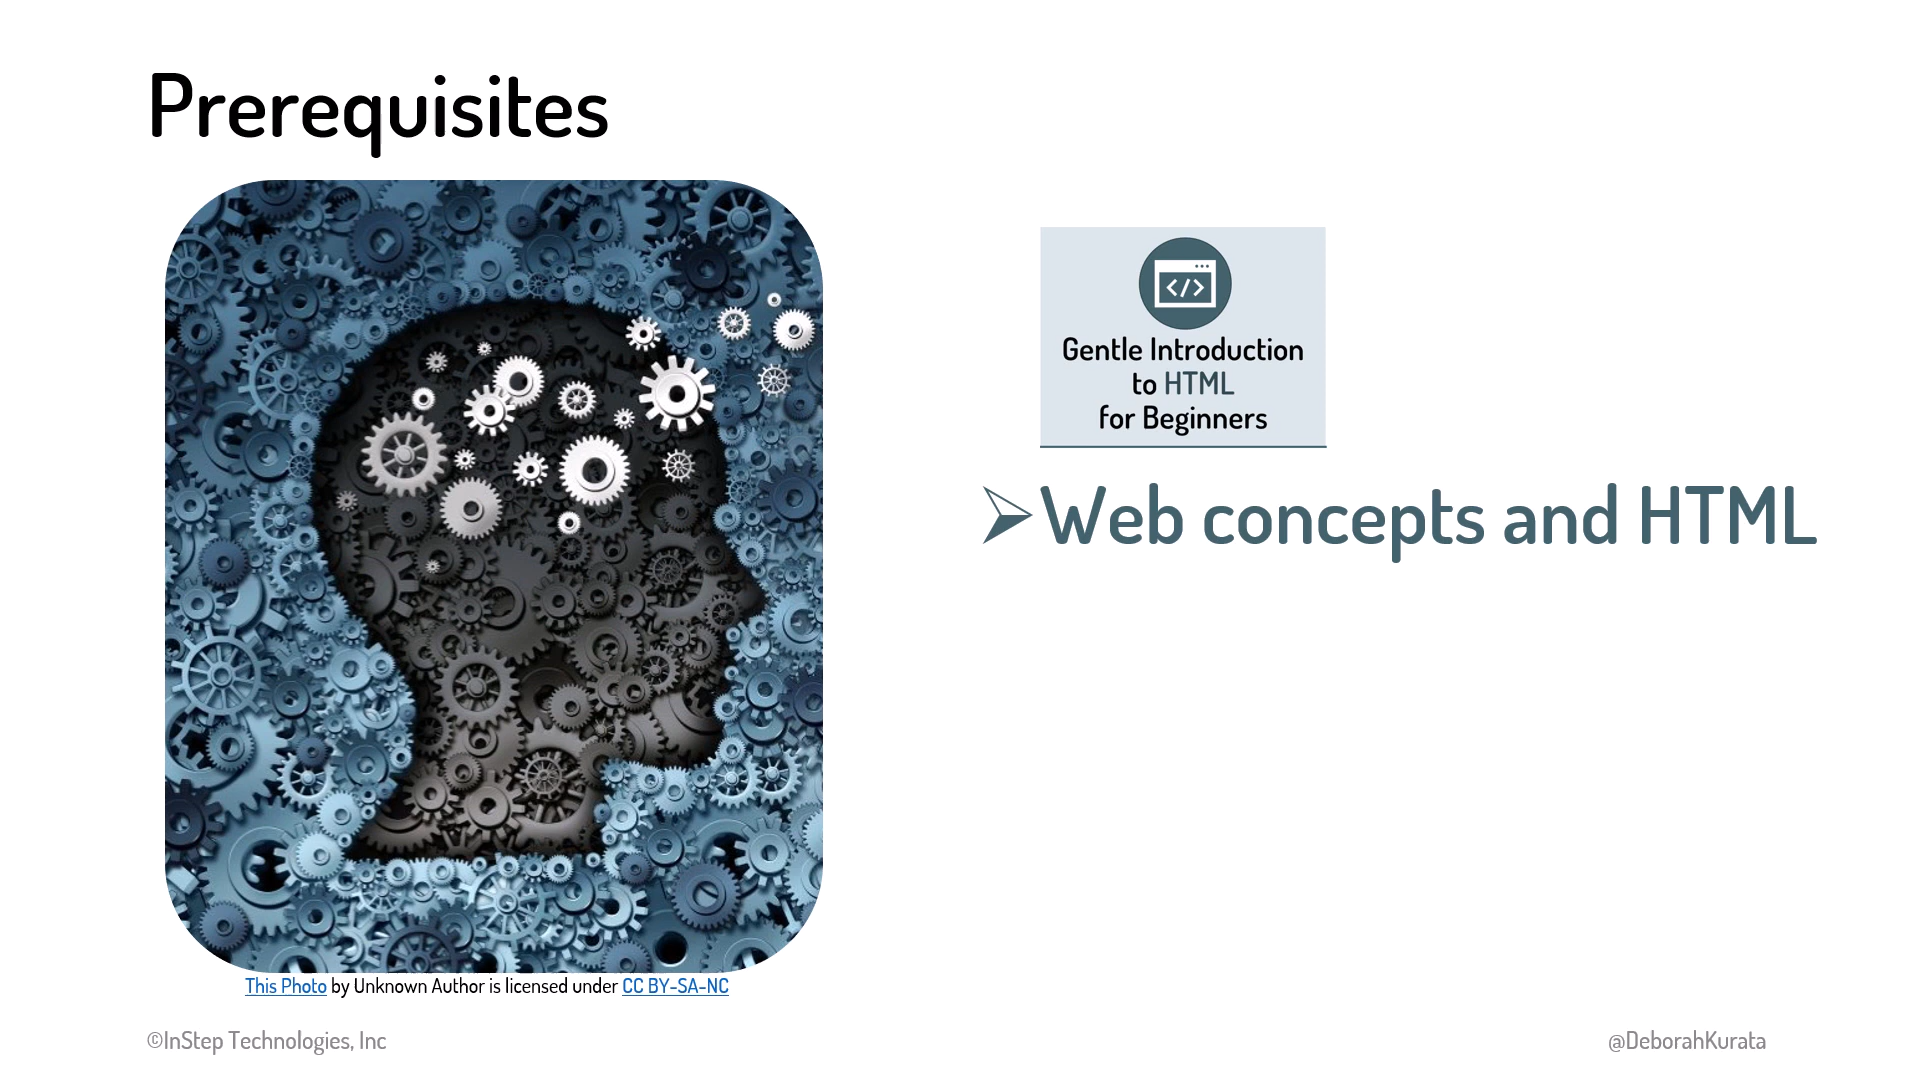 Prerequisites
</>
Gentle Introduction
to HTML
for Beginners
Web concepts and HTML
This Photo by Unknown Author is licensed under CC BY-SA-NC
©InStep Technologies, Inc
@DeborahKurata